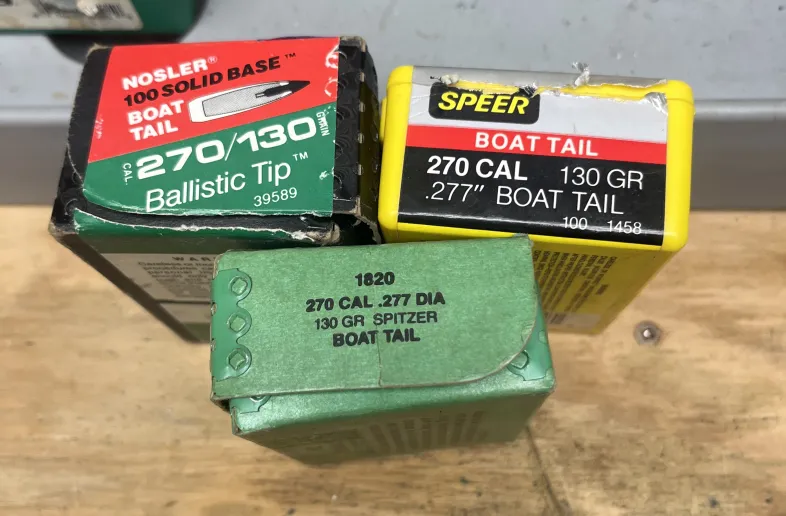 NOSLER®
100 SOLID BASE™
BOAT
TAIL
CAL
270/130
GRAIN
Ballistic Tip™
39589
SPEER
BOAT TAIL
270 CAL 130 GR
.277" BOAT TAIL
100 1458
1820
270 CAL .277 DIA
130 GR SPITZER
BOAT TAIL